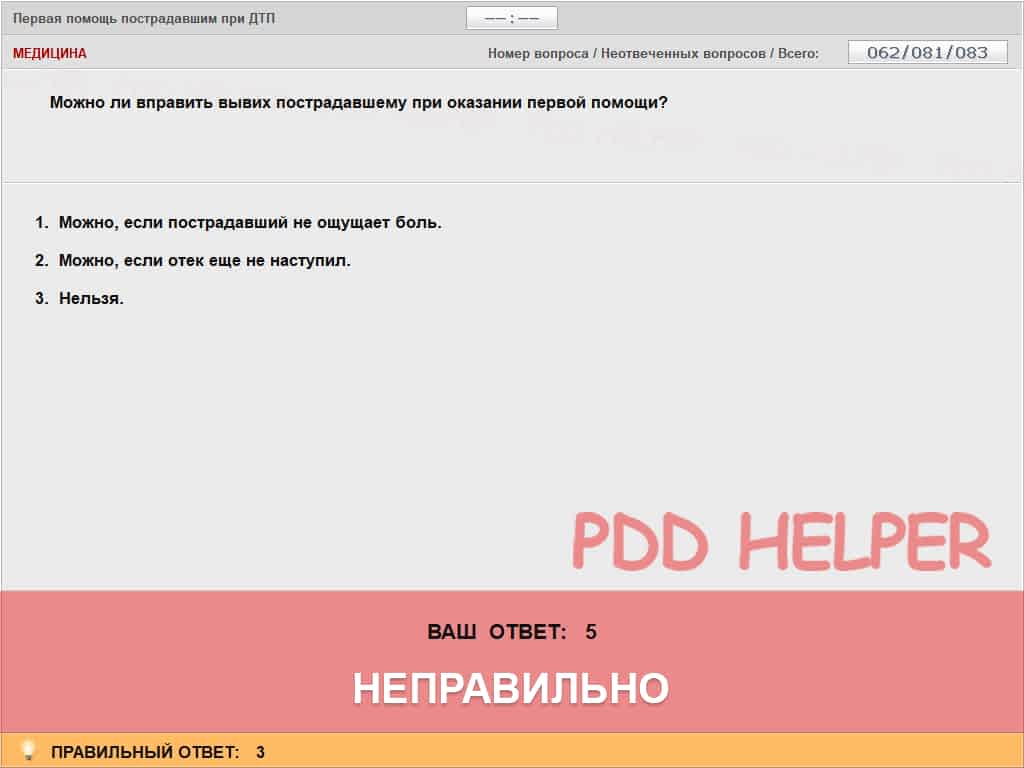 Первая помощь пострадавшим при ДТП
–– : ––
МЕДИЦИНА
Номер вопроса / Неотвеченных вопросов / Всего:
062/081/083
Можно ли вправить вывих пострадавшему при оказании первой помощи?
1. Можно, если пострадавший не ощущает боль.
2. Можно, если отек еще не наступил.
3. Нельзя.
PDD HELPER
ВАШ ОТВЕТ: 5
НЕПРАВИЛЬНО
ПРАВИЛЬНЫЙ ОТВЕТ: 3